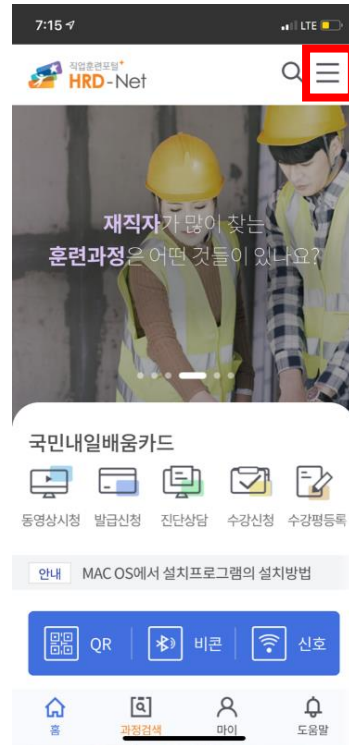 7:15
LTE
직업훈련포털
HRD-Net
재직자가 많이 찾는
훈련과정은 어떤 것들이 있나요?
국민내일배움카드
동영상시청 발급신청 진단상담 수강신청 수강평등록
안내 MAC OS에서 설치프로그램의 설치방법
QR 비콘 신호
홈 과정검색 마이 도움말